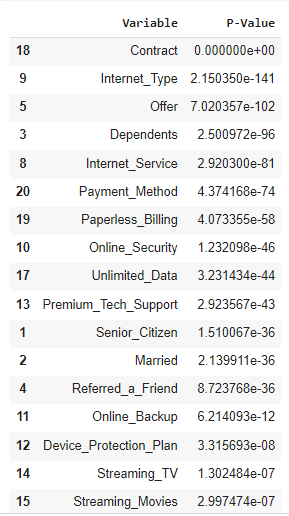 Variable P-Value
18 Contract 0.000000e+00
9 Internet_Type 2.150350e-141
5 Offer 7.020357e-102
3 Dependents 2.500972e-96
8 Internet_Service 2.920300e-81
20 Payment_Method 4.374168e-74
19 Paperless_Billing 4.073355e-58
10 Online_Security 1.232098e-46
17 Unlimited_Data 3.231434e-44
13 Premium_Tech_Support 2.923567e-43
1 Senior_Citizen 1.510067e-36
2 Married 2.139911e-36
4 Referred_a_Friend 8.723768e-36
11 Online_Backup 6.214093e-12
12 Device_Protection_Plan 3.315693e-08
14 Streaming_TV 1.302484e-07
15 Streaming_Movies 2.997474e-07